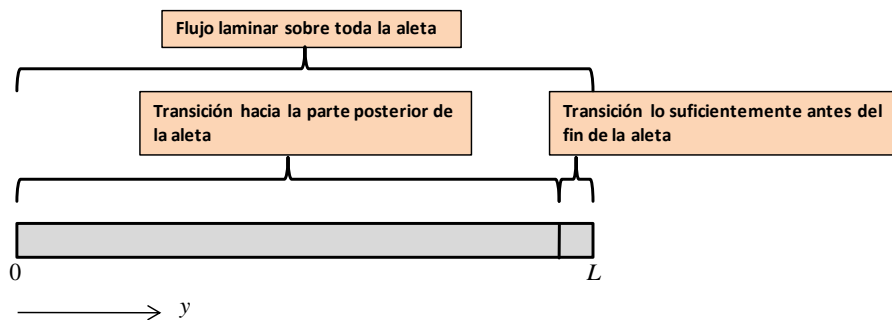 Flujo laminar sobre toda la aleta
Transición hacia la parte posterior de
la aleta
Transición lo suficientemente antes del
fin de la aleta
0
L
y